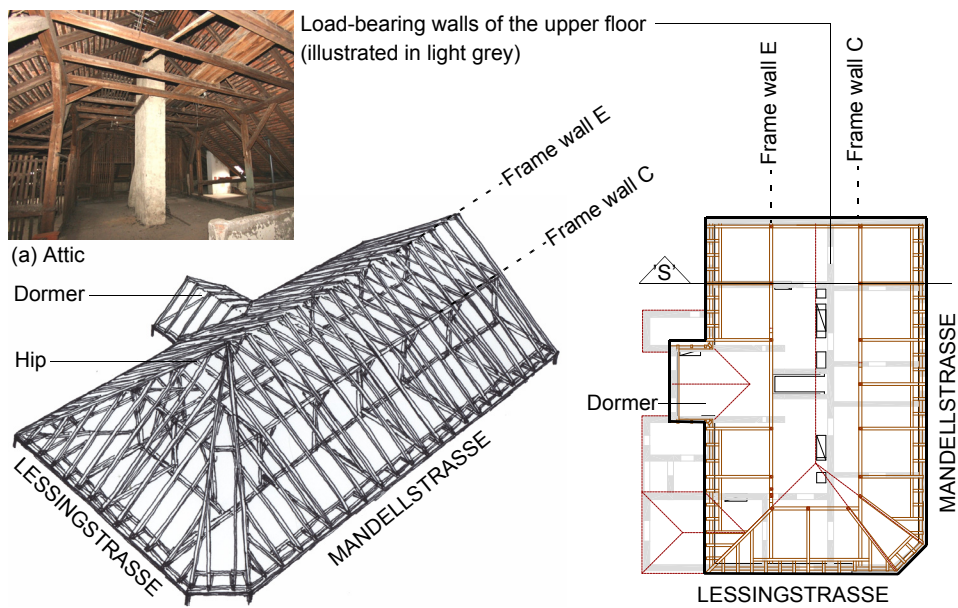 Load-bearing walls of the upper floor
(illustrated in light grey)
Frame wall E
Frame wall C
Frame wall E
Frame wall C
(a) Attic
Dormer
Hip
LESSINGSTRASSE
MANDELLSTRASSE
'S'
Dormer
MANDELLSTRASSE
LESSINGSTRASSE